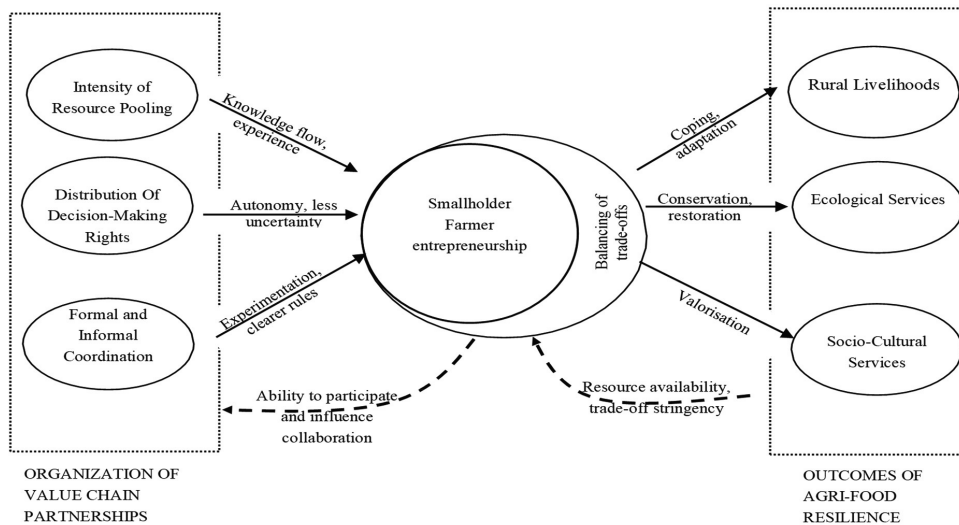 Intensity of
Resource Pooling
Distribution Of
Decision-Making
Rights
Formal and
Informal
Coordination
ORGANIZATION OF
VALUE CHAIN
PARTNERSHIPS
Knowledge flow,
experience
Autonomy, less
uncertainty
Experimentation,
clearer rules
Ability to participate
and influence
collaboration
Smallholder
Farmer
entrepreneurship
Balancing of
trade-offs
Coping,
adaptation
Conservation,
restoration
Valorisation
Resource availability,
trade-off stringency
Rural Livelihoods
Ecological Services
Socio-Cultural
Services
OUTCOMES OF
AGRI-FOOD
RESILIENCE